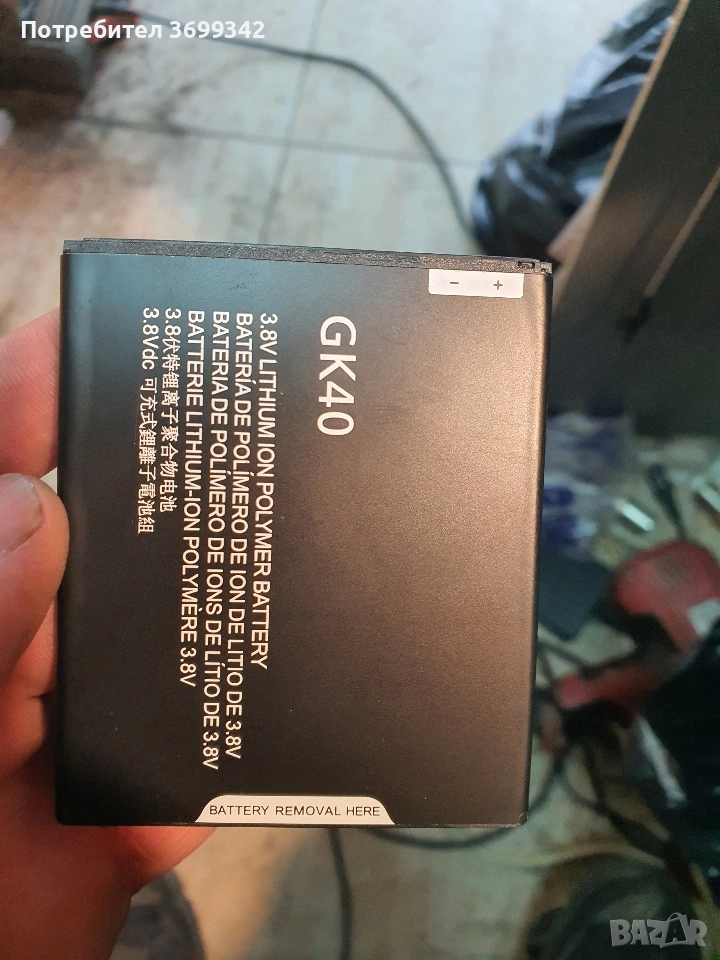 Потребител 3699342
- +
GK40
3.8V LITHIUM ION POLYMER BATTERY
BATERÍA DE POLÍMERO DE ION DE LITIO DE 3.8V
BATERIA DE POLÍMERO DE IONS DE LÍTIO DE 3.8V
BATTERIE LITHIUM-ION POLYMÈRE 3.8V
3.8伏特锂离子聚合物电池
3.8Vdc 可充式鋰離子電池組
BATTERY REMOVAL HERE
BAZAR